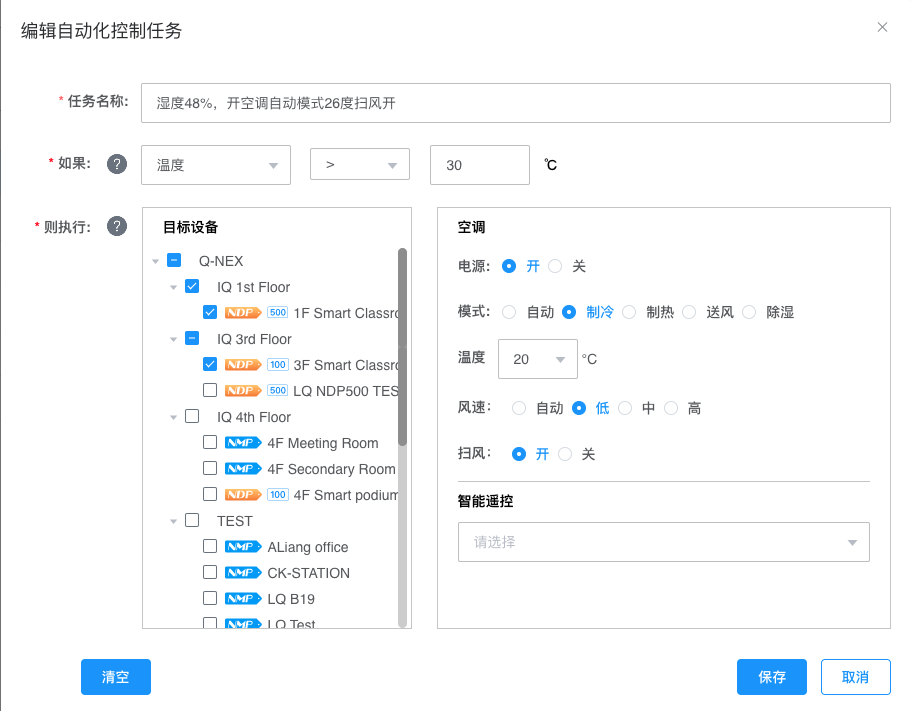 编辑自动化控制任务
* 任务名称: 湿度48%，开空调自动模式26度扫风开
* 如果: ? 温度 > 30 ℃
* 则执行: ?
目标设备
Q-NEX
IQ 1st Floor
NDP 500 1F Smart Classro
IQ 3rd Floor
NDP 100 3F Smart Classro
NDP 500 LQ NDP500 TES
IQ 4th Floor
NMP 4F Meeting Room
NMP 4F Secondary Room
NDP 100 4F Smart podium
TEST
NMP ALiang office
NMP CK-STATION
NMP LQ B19
NMP LQ Test
空调
电源: 开 关
模式: 自动 制冷 制热 送风 除湿
温度 20 °C
风速: 自动 低 中 高
扫风: 开 关
智能遥控
请选择
清空 保存 取消